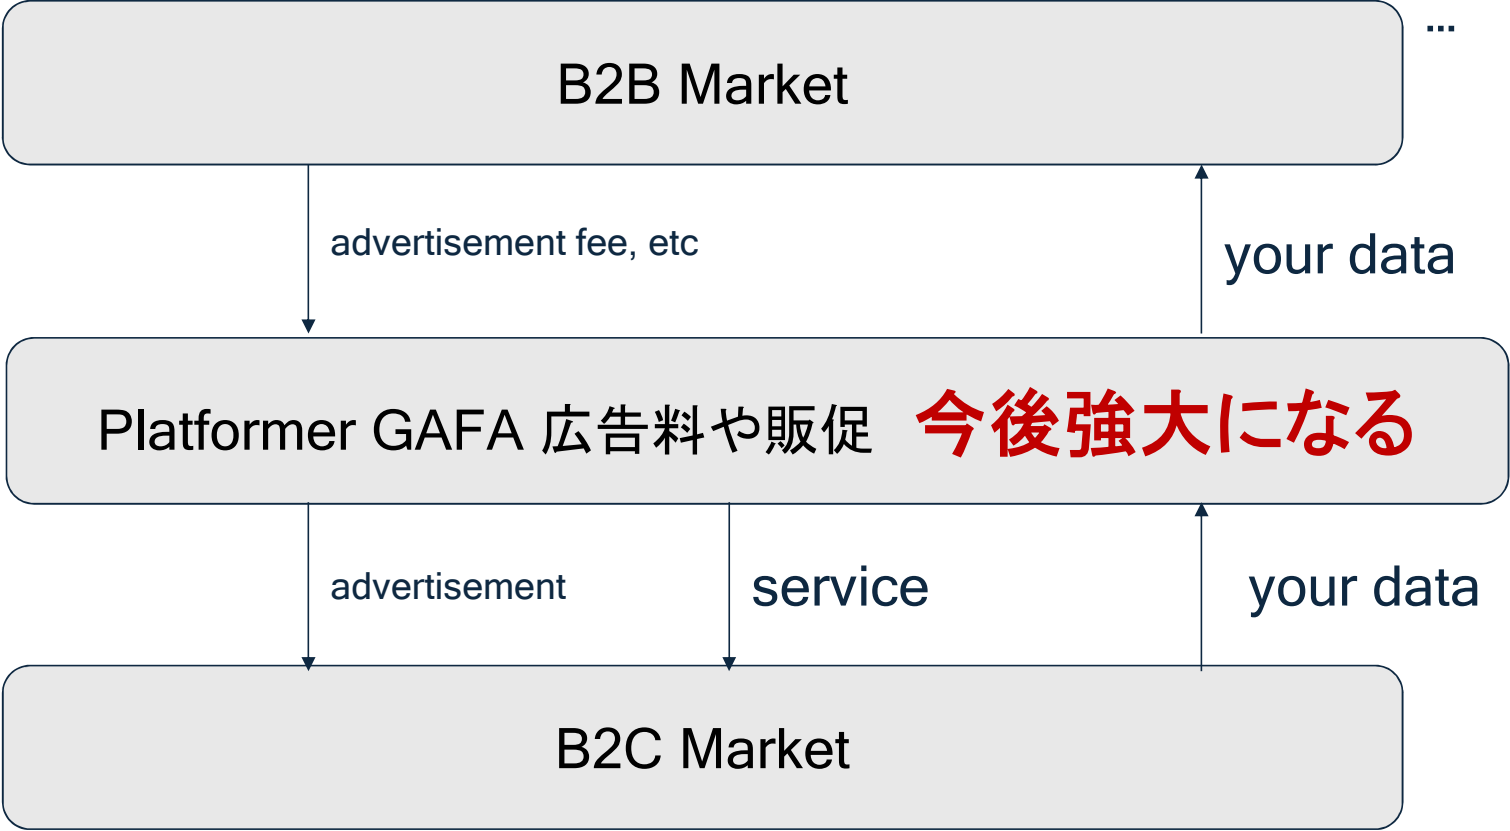 ...
B2B Market
advertisement fee, etc
your data
Platformer GAFA 広告料や販促 今後強大になる
advertisement
service
your data
B2C Market